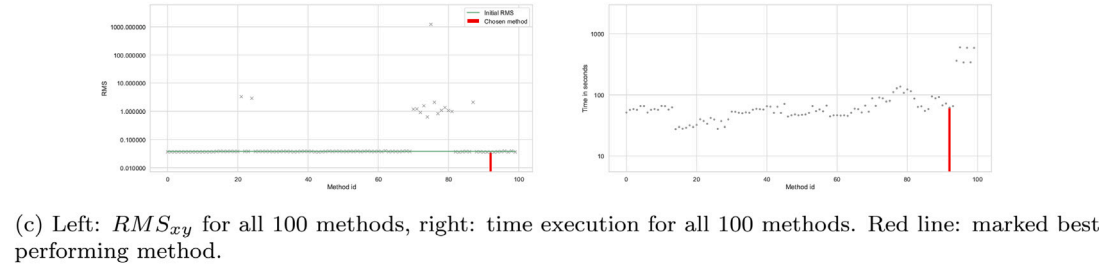 1000.000000
100.000000
10.000000
1.000000
0.100000
0.010000
RMS
0 20 40 60 80 100
Method id
Initial RMS
Chosen method
1000
100
10
Time in seconds
0 20 40 60 80 100
Method id
(c) Left: RMSxy for all 100 methods, right: time execution for all 100 methods. Red line: marked best
performing method.